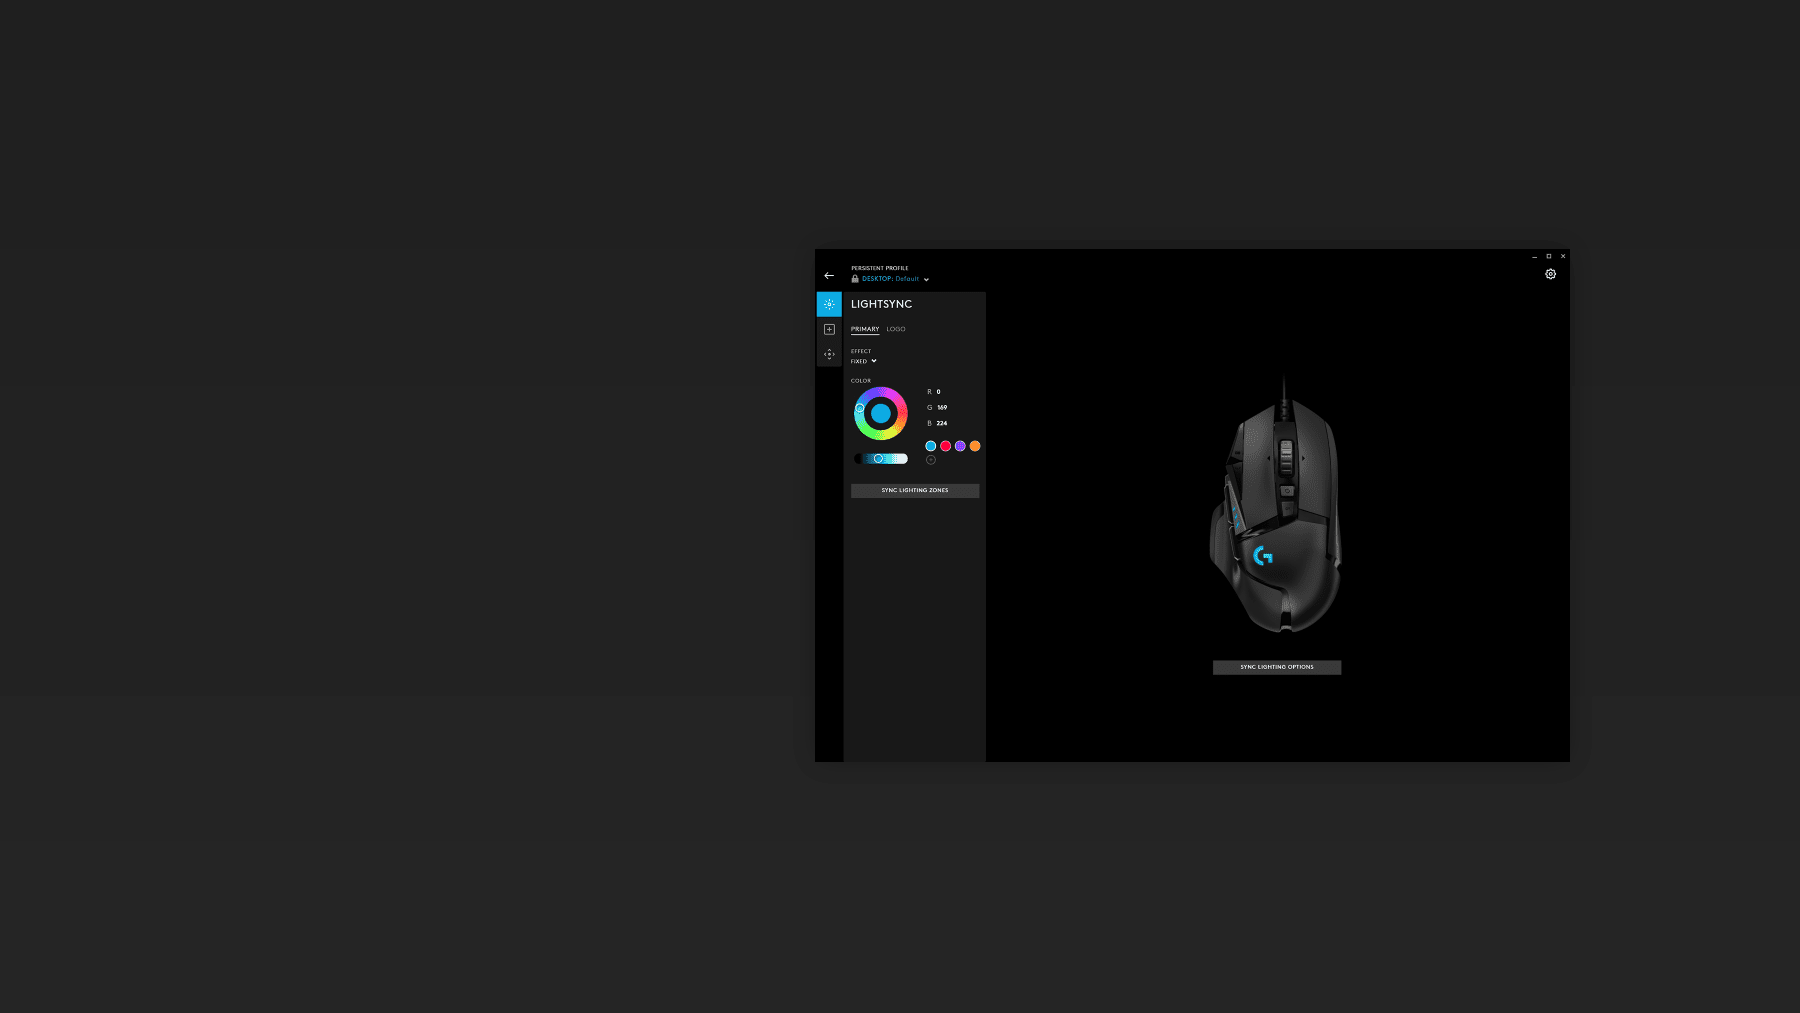 PERSISTENT PROFILE
DESKTOP: Default
LIGHTSYNC
PRIMARY LOGO
EFFECT
FIXED
COLOR
R 0
G 169
B 224
SYNC LIGHTING ZONES
SYNC LIGHTING OPTIONS